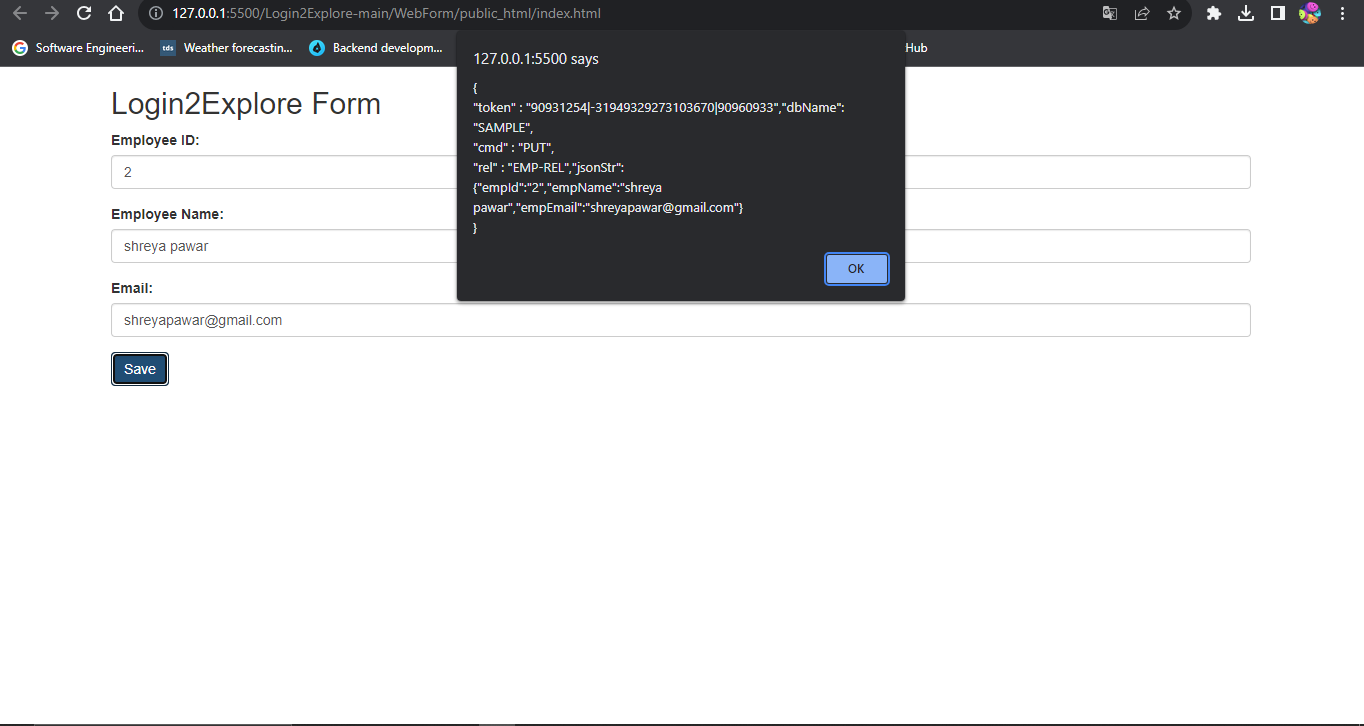 127.0.0.1:5500/Login2Explore-main/WebForm/public_html/index.html
Software Engineeri... tds Weather forecastin... Backend developm... Hub
127.0.0.1:5500 says
{
"token" : "90931254|-31949329273103670|90960933","dbName":
"SAMPLE",
"cmd" : "PUT",
"rel" : "EMP-REL","jsonStr":
{"empId":"2","empName":"shreya
pawar","empEmail":"shreyapawar@gmail.com"}
}
OK
Login2Explore Form
Employee ID:
2
Employee Name:
shreya pawar
Email:
shreyapawar@gmail.com
Save